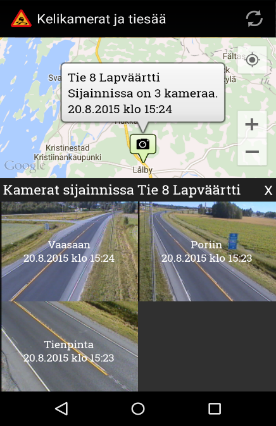 Kelikamerat ja tiesää
Tie 8 Lapväärtti
Sijainnissa on 3 kameraa.
20.8.2015 klo 15:24
Kristinestad
Kristiinankaupunki
Lålby
Google
Kamerat sijainnissa Tie 8 Lapväärtti X
Vaasaan
20.8.2015 klo 15:24
Poriin
20.8.2015 klo 15:23
Tienpinta
20.8.2015 klo 15:23